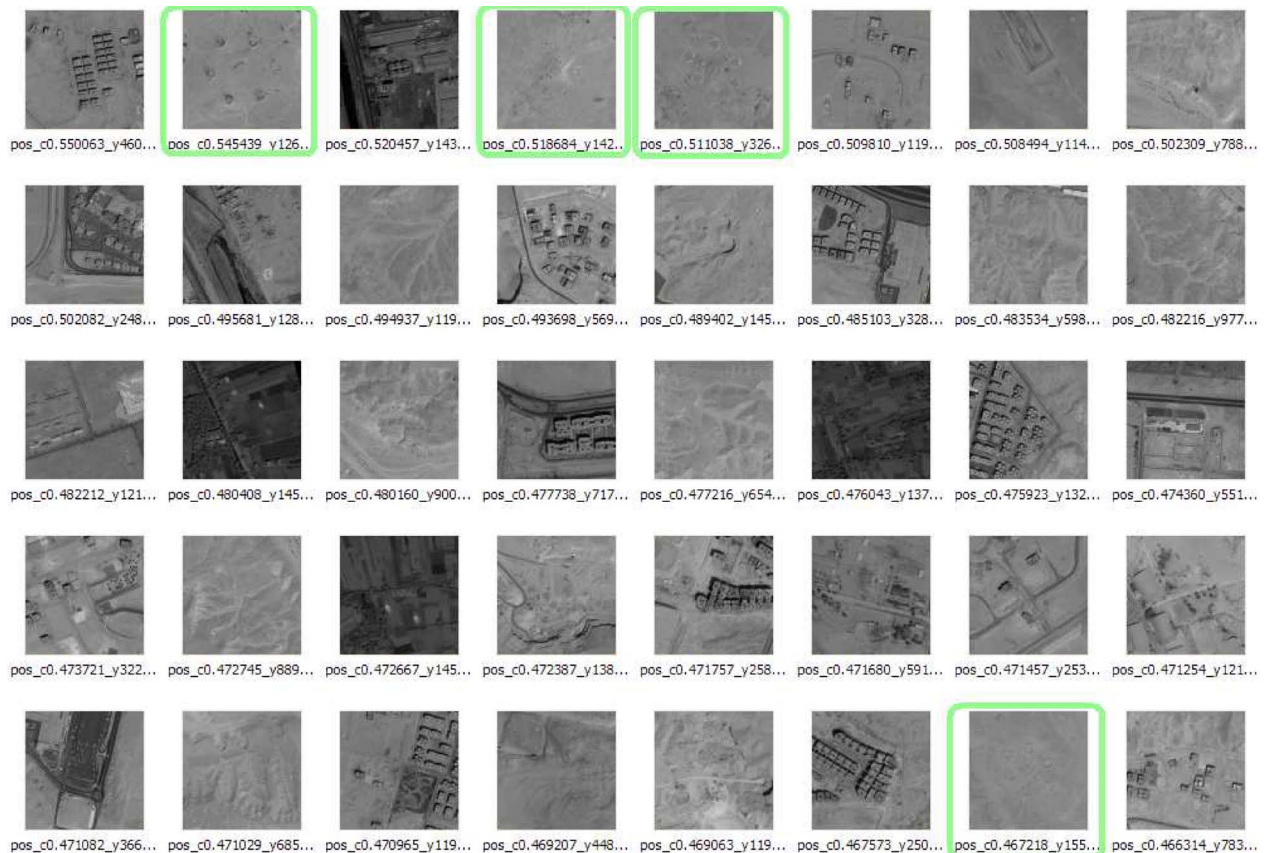 pos_c0.550063_y460... pos_c0.545439_y126... pos_c0.520457_y143... pos_c0.518684_y142... pos_c0.511038_y326... pos_c0.509810_y119... pos_c0.508494_y114... pos_c0.502309_y788...
pos_c0.502082_y248... pos_c0.495681_y128... pos_c0.494937_y119... pos_c0.493698_y569... pos_c0.489402_y145... pos_c0.485103_y328... pos_c0.483534_y598... pos_c0.482216_y977...
pos_c0.482212_y121... pos_c0.480408_y145... pos_c0.480160_y900... pos_c0.477738_y717... pos_c0.477216_y654... pos_c0.476043_y137... pos_c0.475923_y132... pos_c0.474360_y551...
pos_c0.473721_y322... pos_c0.472745_y889... pos_c0.472667_y145... pos_c0.472387_y138... pos_c0.471757_y258... pos_c0.471680_y591... pos_c0.471457_y253... pos_c0.471254_y121...
pos_c0.471082_y366... pos_c0.471029_y685... pos_c0.470965_y119... pos_c0.469207_y448... pos_c0.469063_y119... pos_c0.467573_y250... pos_c0.467218_y155... pos_c0.466314_y783...